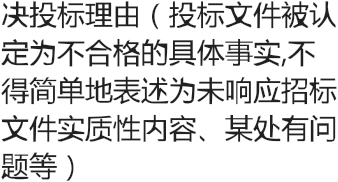 决投标理由（投标文件被认
定为不合格的具体事实,不
得简单地表述为未响应招标
文件实质性内容、某处有问
题等）